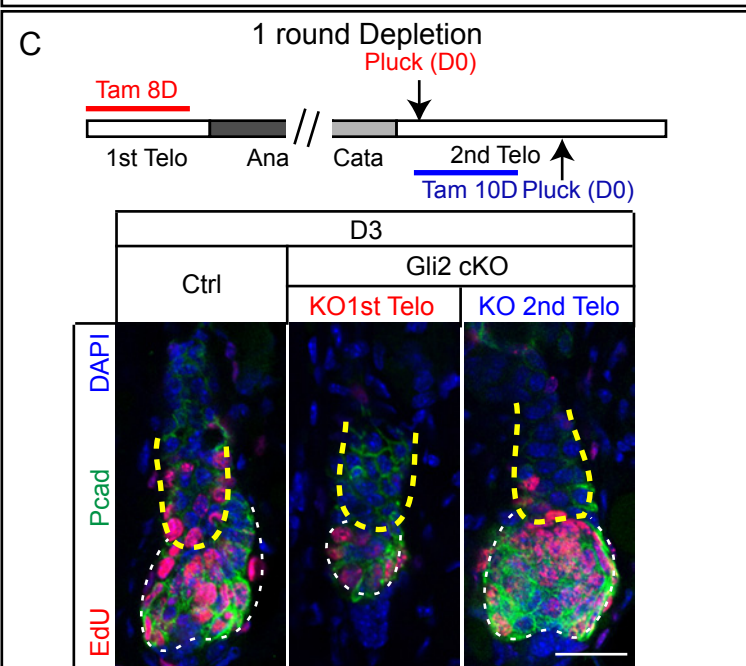 C
1 round Depletion
Pluck (D0)
Tam 8D
1st Telo Ana Cata 2nd Telo
Tam 10D Pluck (D0)
D3
Ctrl
Gli2 cKO
KO1st Telo
KO 2nd Telo
DAPI
Pcad
EdU